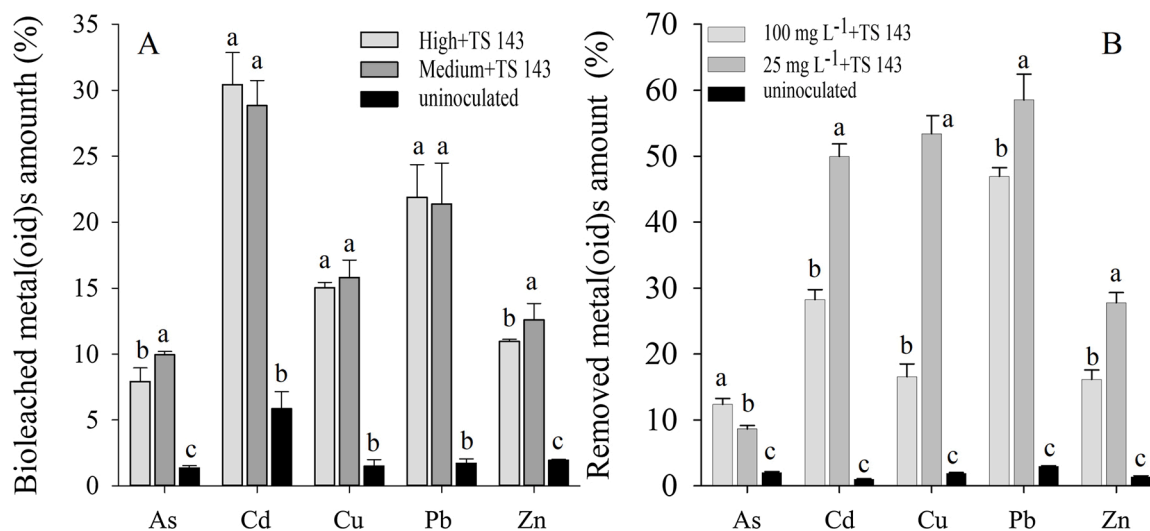 A
High+TS 143
Medium+TS 143
uninoculated
Bioleached metal(oid)s amounth (%)
35
30
25
20
15
10
5
0
b a c
a a b
a a b
a a b
b a c
As Cd Cu Pb Zn
B
100 mg L⁻¹+TS 143
25 mg L⁻¹+TS 143
uninoculated
Removed metal(oid)s amount (%)
70
60
50
40
30
20
10
0
a b c
b a c
b a c
b a c
b a c
As Cd Cu Pb Zn